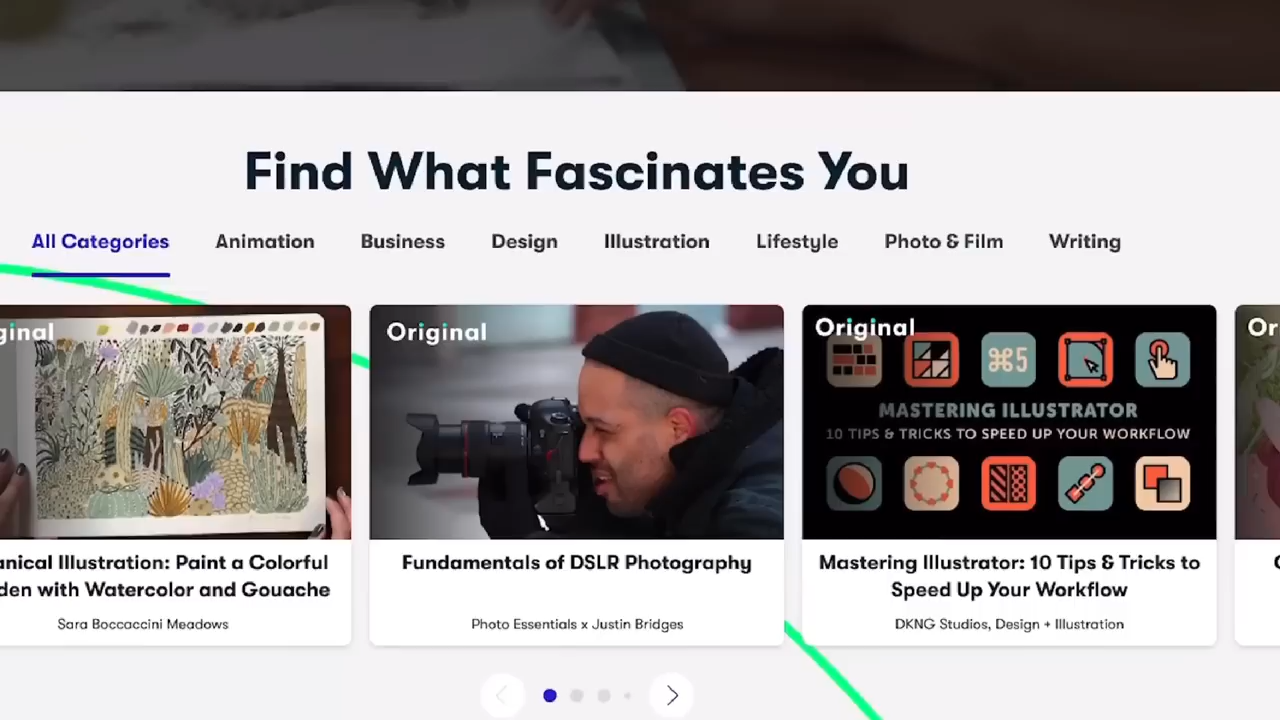 Find What Fascinates You
All Categories Animation Business Design Illustration Lifestyle Photo & Film Writing
ginal
Original
Original
Or
⌘5
MASTERING ILLUSTRATOR
10 TIPS & TRICKS TO SPEED UP YOUR WORKFLOW
anical Illustration: Paint a Colorful
den with Watercolor and Gouache
Sara Boccaccini Meadows
Fundamentals of DSLR Photography
Photo Essentials x Justin Bridges
Mastering Illustrator: 10 Tips & Tricks to
Speed Up Your Workflow
DKNG Studios, Design + Illustration